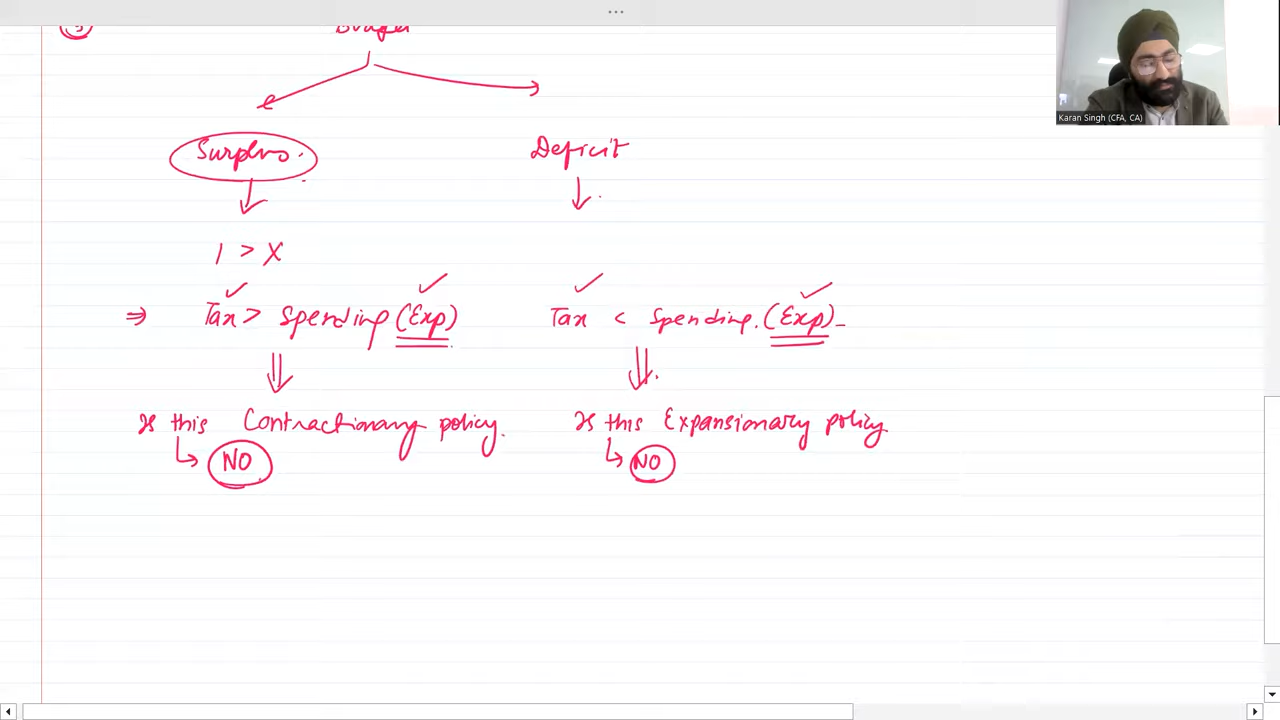 Surplus.
Deficit
I > X
⇒ Tax > Spending (Exp)
Tax < Spending. (Exp)
Is this Contractionary policy.
Is this Expansionary policy
NO
NO
Karan Singh (CFA, CA)